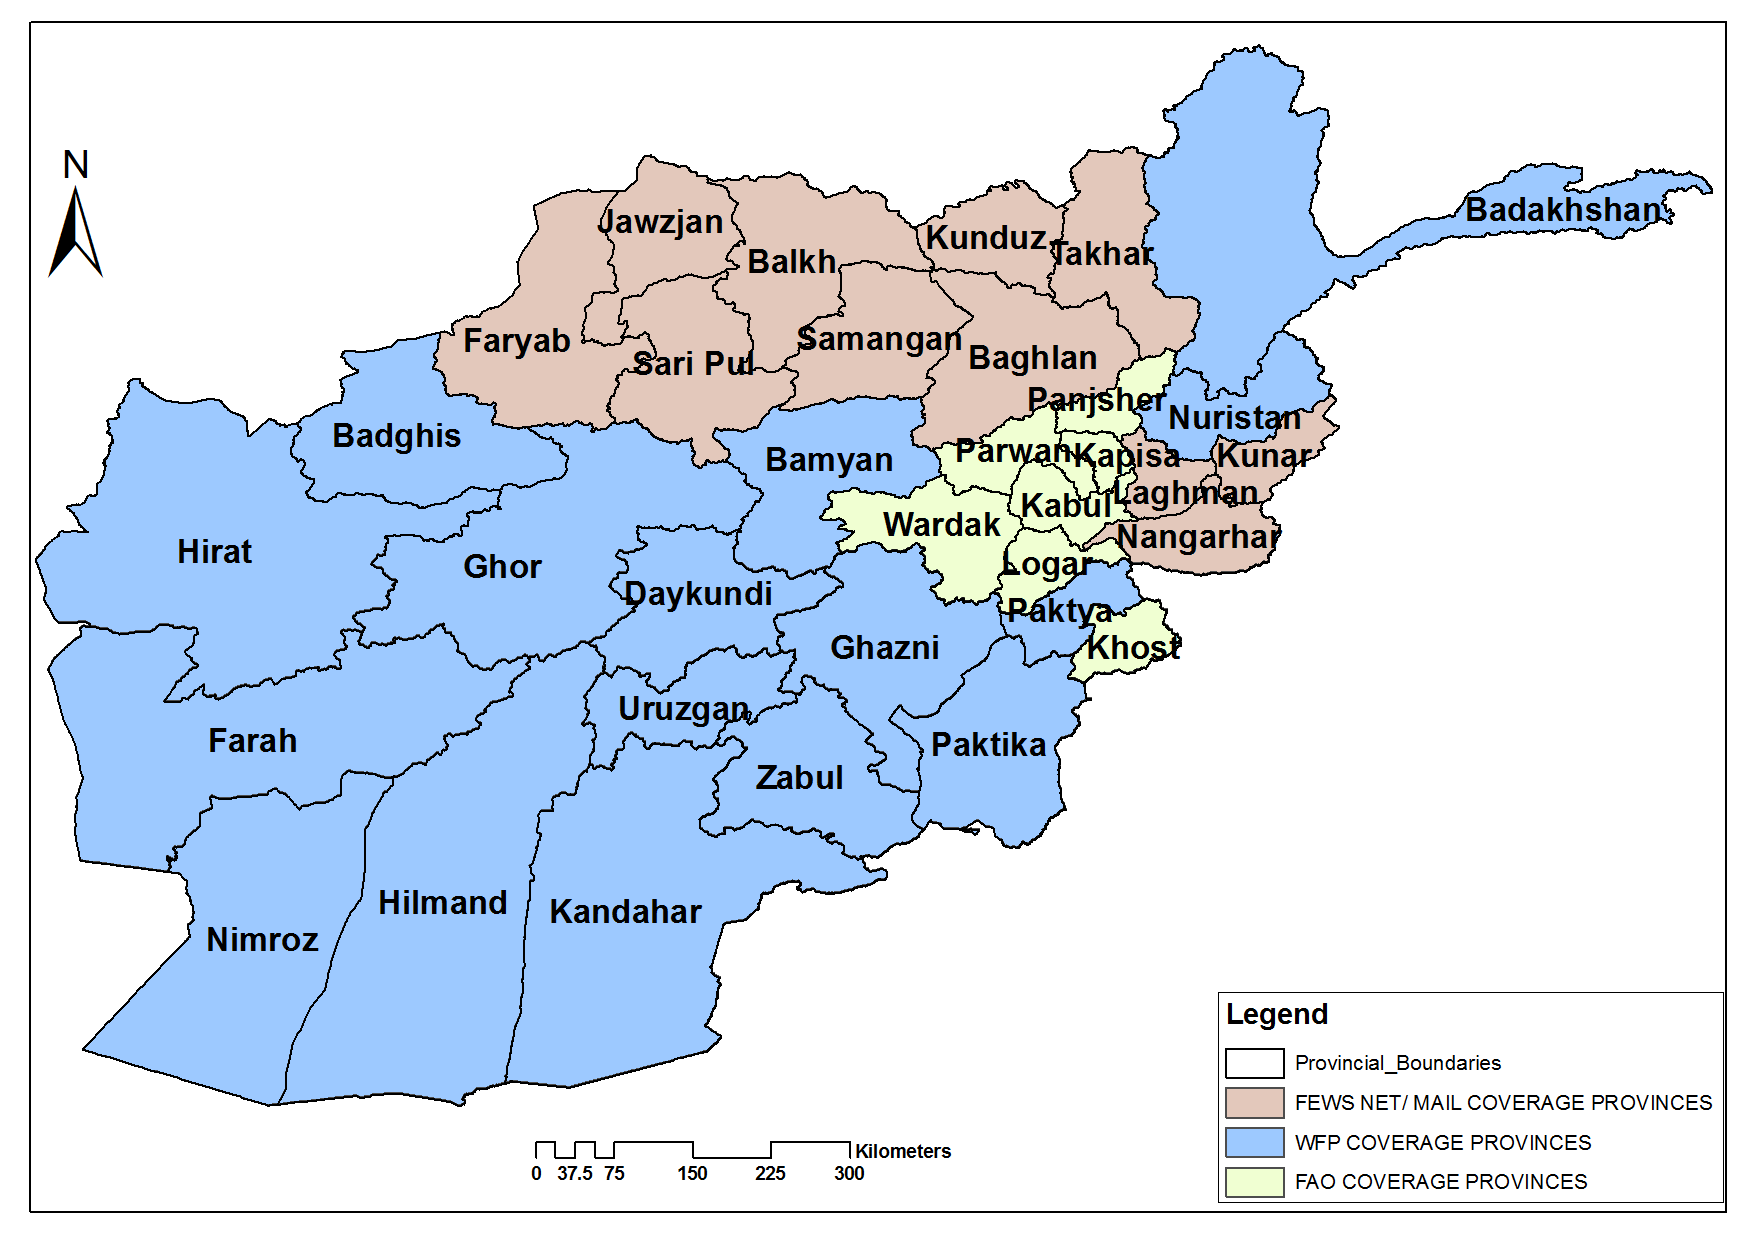 N
Jawzjan
Badakhshan
Kunduz
Takhar
Balkh
Faryab
Samangan
Sari Pul
Baghlan
Panjsher
Nuristan
Badghis
Bamyan
Parwan
Kapisa
Kunar
Laghman
Kabul
Wardak
Nangarhar
Hirat
Ghor
Logar
Daykundi
Paktya
Ghazni
Khost
Uruzgan
Farah
Paktika
Zabul
Hilmand
Kandahar
Nimroz
Legend
Provincial_Boundaries
FEWS NET/ MAIL COVERAGE PROVINCES
WFP COVERAGE PROVINCES
FAO COVERAGE PROVINCES
Kilometers
0 37.5 75 150 225 300